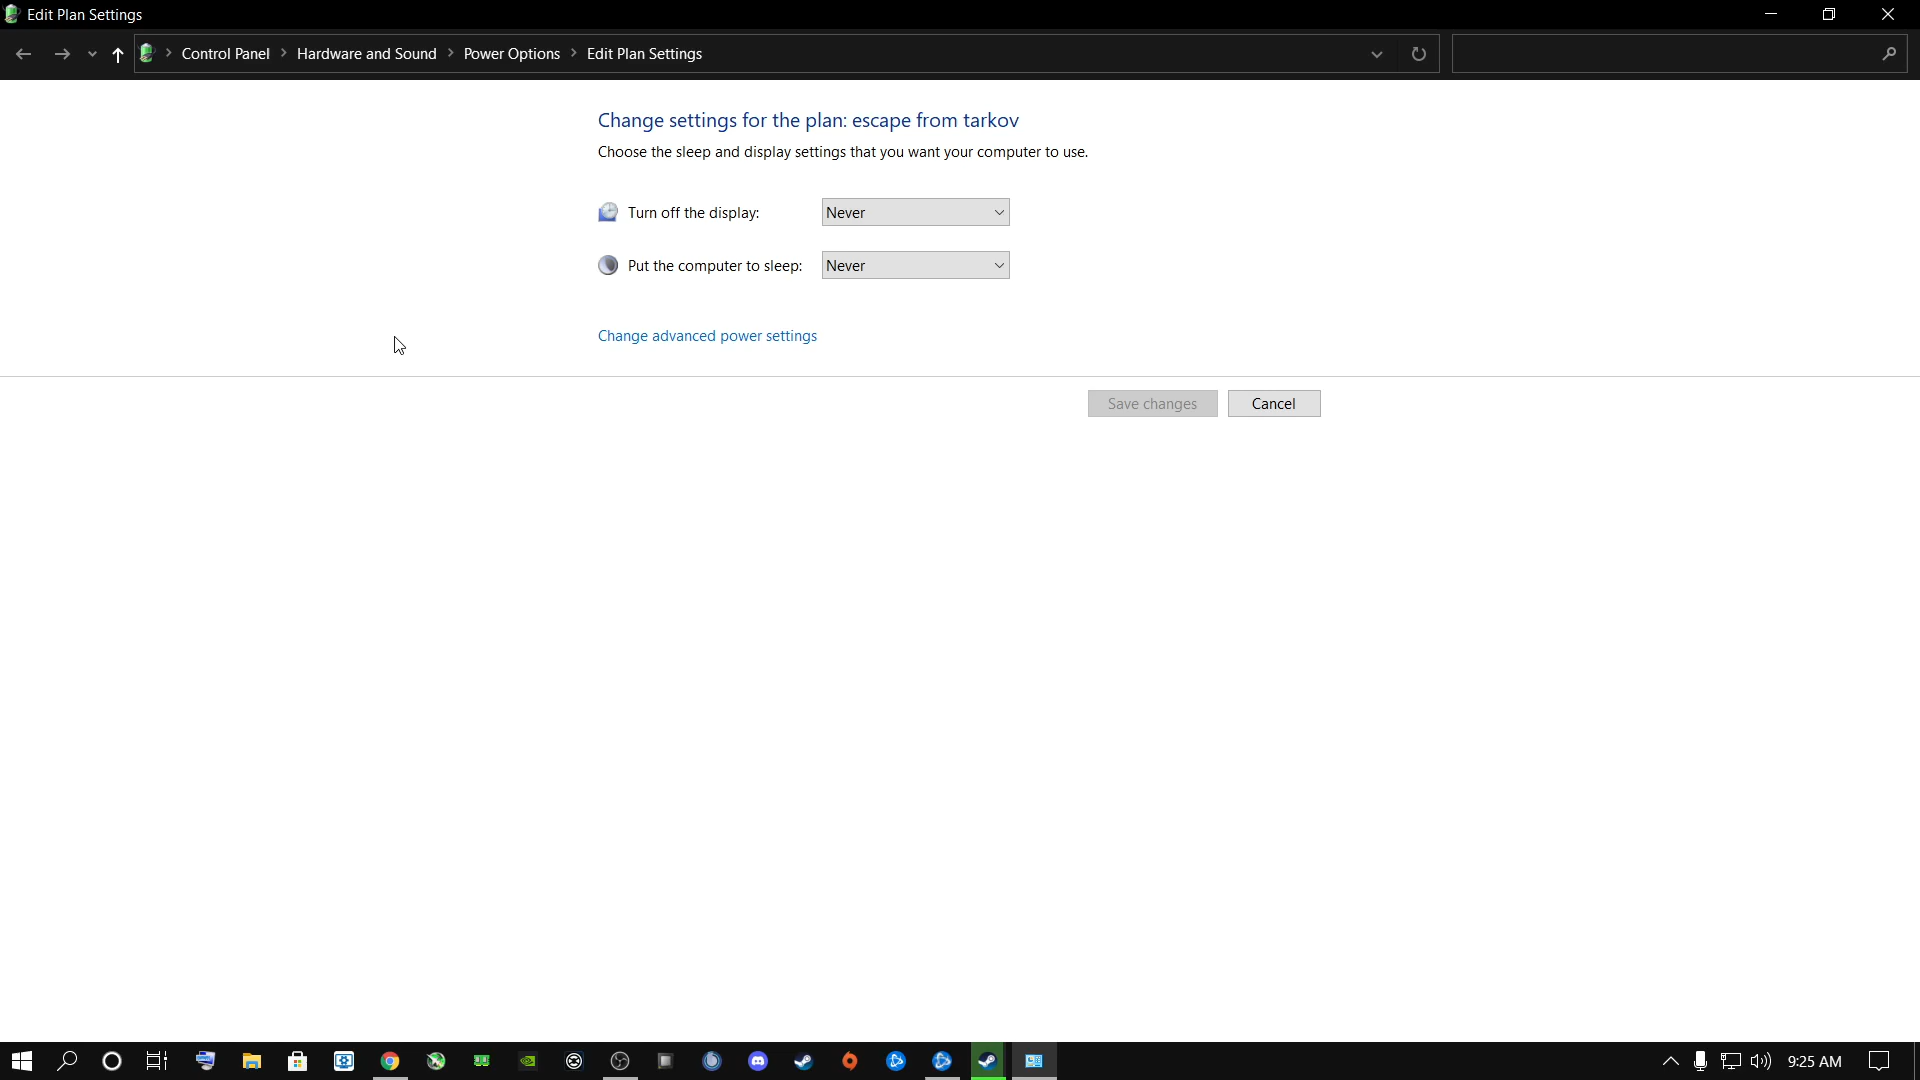 Edit Plan Settings
Control Panel > Hardware and Sound > Power Options > Edit Plan Settings
Change settings for the plan: escape from tarkov
Choose the sleep and display settings that you want your computer to use.
Turn off the display: Never
Put the computer to sleep: Never
Change advanced power settings
Save changes Cancel
9:25 AM